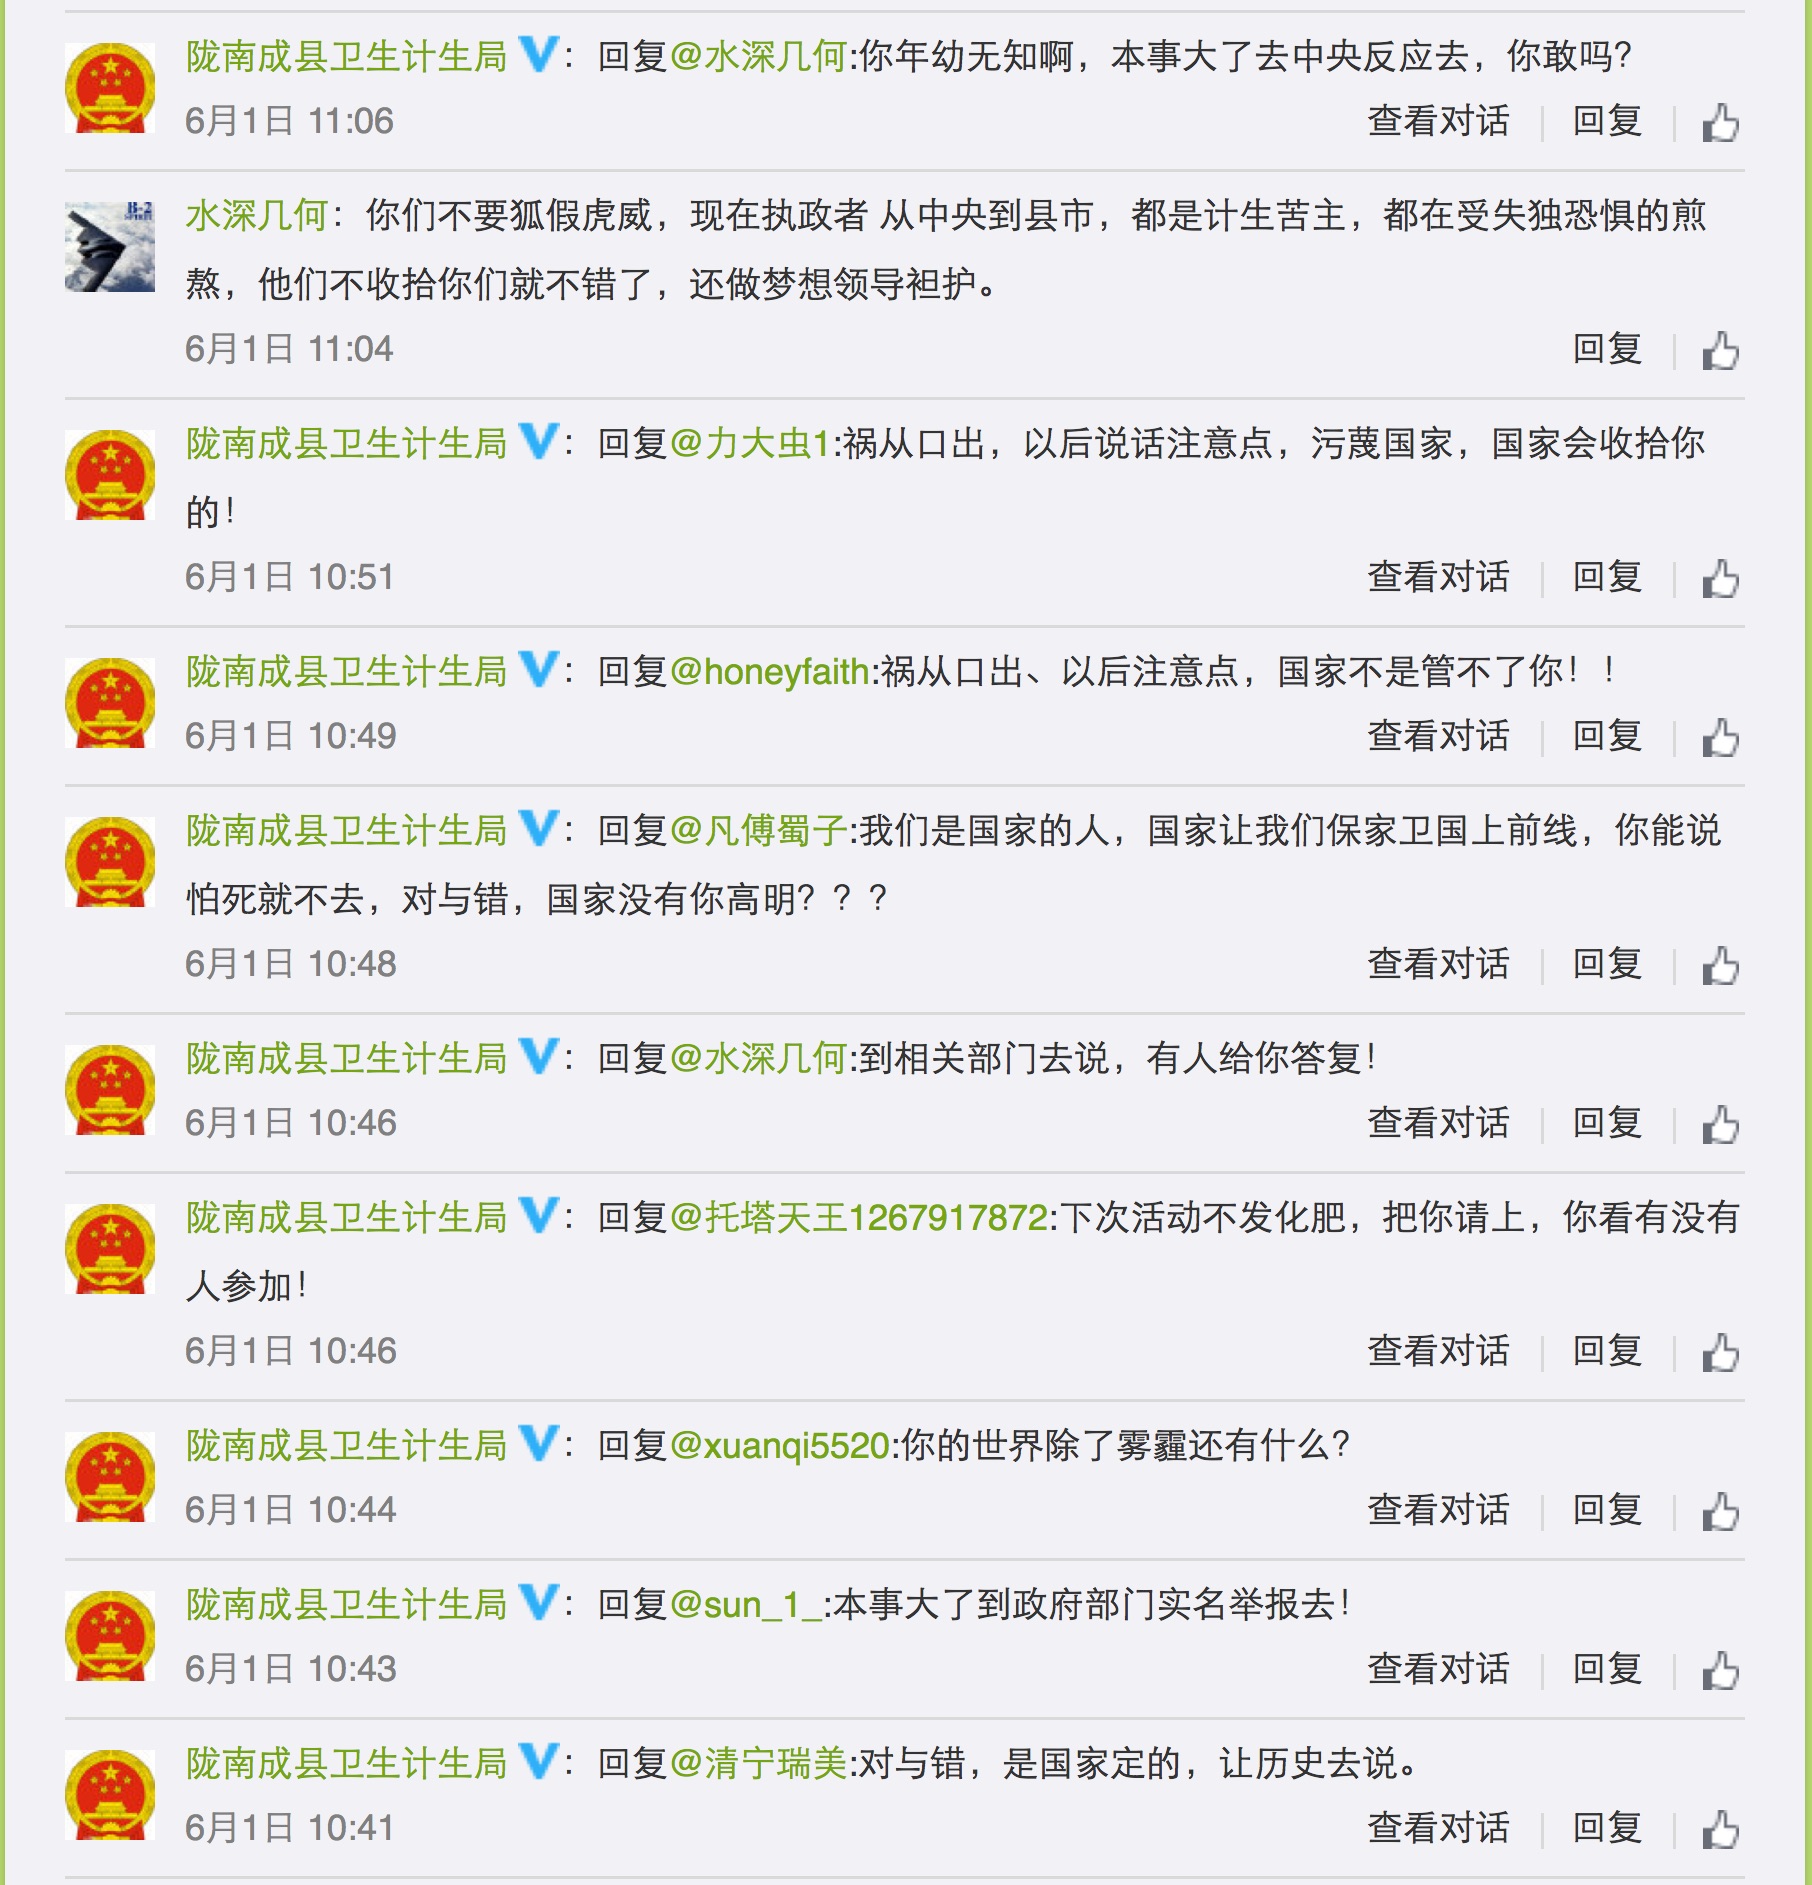 陇南成县卫生计生局 V： 回复@水深几何:你年幼无知啊，本事大了去中央反应去，你敢吗？
6月1日 11:06 查看对话 | 回复 |
B-2
水深几何：你们不要狐假虎威，现在执政者 从中央到县市，都是计生苦主，都在受失独恐惧的煎
熬，他们不收拾你们就不错了，还做梦想领导袒护。
6月1日 11:04 回复 |
陇南成县卫生计生局 V： 回复@力大虫1:祸从口出，以后说话注意点，污蔑国家，国家会收拾你
的！
6月1日 10:51 查看对话 | 回复 |
陇南成县卫生计生局 V： 回复@honeyfaith:祸从口出、以后注意点，国家不是管不了你！！
6月1日 10:49 查看对话 | 回复 |
陇南成县卫生计生局 V： 回复@凡傅蜀子:我们是国家的人，国家让我们保家卫国上前线，你能说
怕死就不去，对与错，国家没有你高明？？？
6月1日 10:48 查看对话 | 回复 |
陇南成县卫生计生局 V： 回复@水深几何:到相关部门去说，有人给你答复！
6月1日 10:46 查看对话 | 回复 |
陇南成县卫生计生局 V： 回复@托塔天王1267917872:下次活动不发化肥，把你请上，你看有没有
人参加！
6月1日 10:46 查看对话 | 回复 |
陇南成县卫生计生局 V： 回复@xuanqi5520:你的世界除了雾霾还有什么？
6月1日 10:44 查看对话 | 回复 |
陇南成县卫生计生局 V： 回复@sun_1_:本事大了到政府部门实名举报去！
6月1日 10:43 查看对话 | 回复 |
陇南成县卫生计生局 V： 回复@清宁瑞美:对与错，是国家定的，让历史去说。
6月1日 10:41 查看对话 | 回复 |